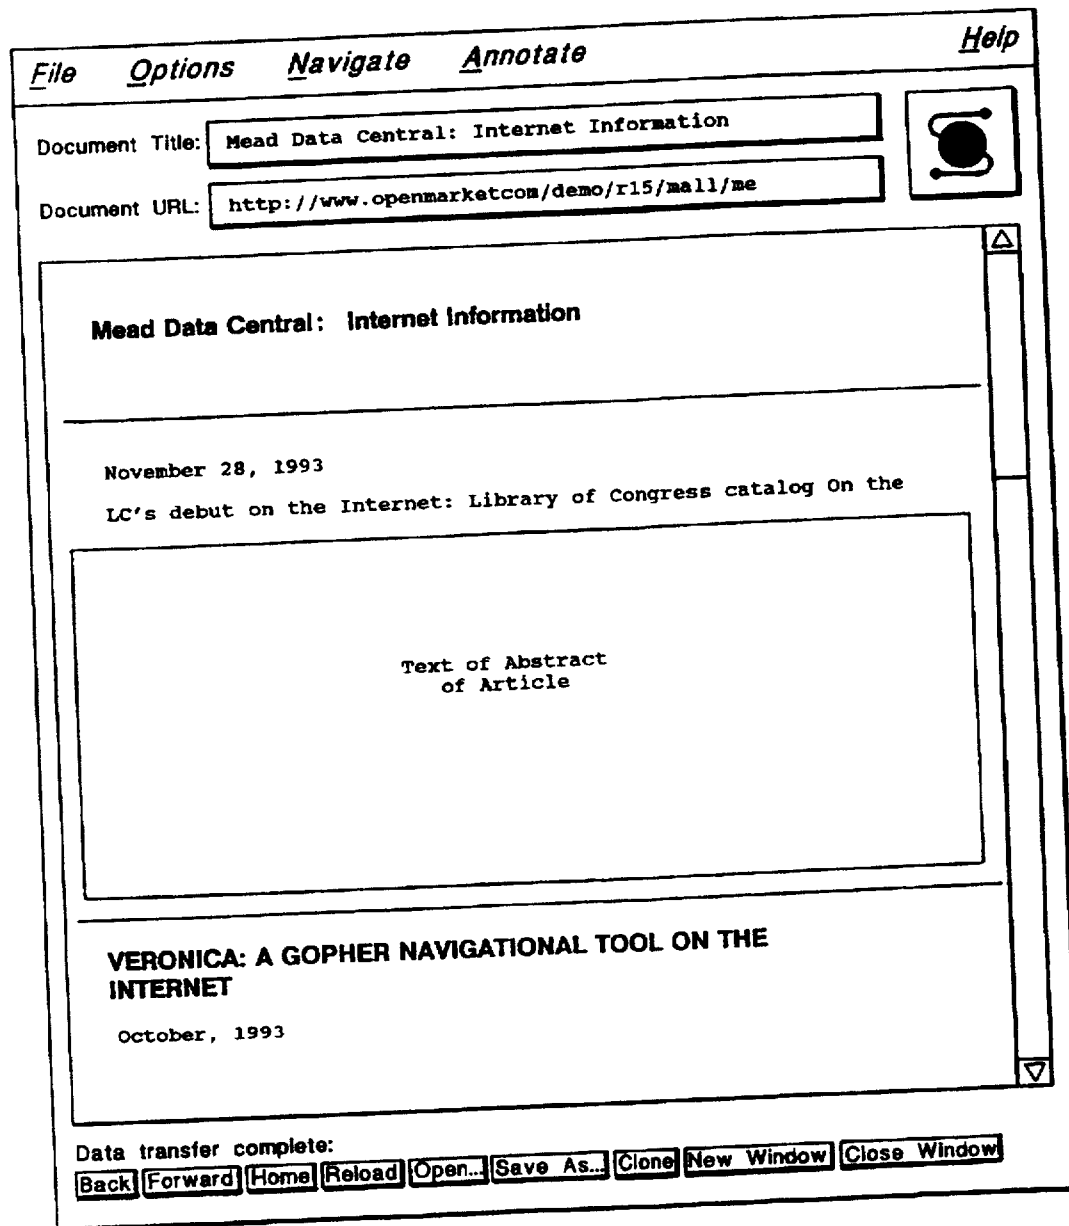 File Options Navigate Annotate Help
Document Title: Mead Data Central: Internet Information
Document URL: http://www.openmarketcom/demo/r15/mall/me
Mead Data Central: Internet Information
November 28, 1993
LC's debut on the Internet: Library of Congress catalog On the
Text of Abstract
of Article
VERONICA: A GOPHER NAVIGATIONAL TOOL ON THE
INTERNET
October, 1993
Data transfer complete:
Back Forward Home Reload Open... Save As... Clone New Window Close Window